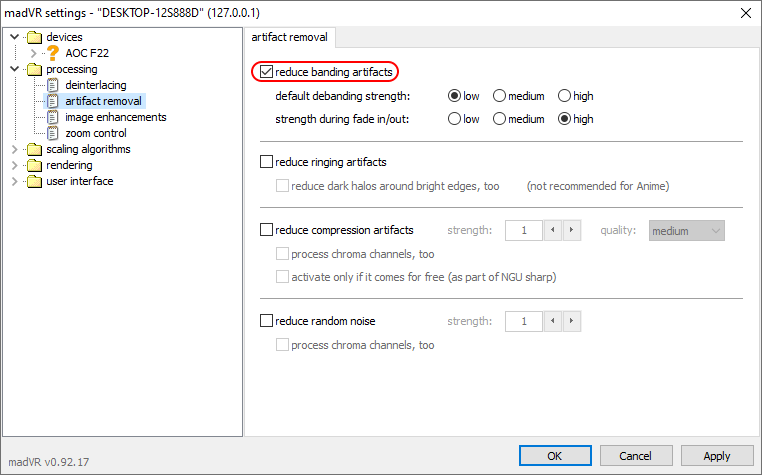 madVR settings - "DESKTOP-12S888D" (127.0.0.1)
devices
AOC F22
processing
deinterlacing
artifact removal
image enhancements
zoom control
scaling algorithms
rendering
user interface
madVR v0.92.17
artifact removal
reduce banding artifacts
default debanding strength: low medium high
strength during fade in/out: low medium high
reduce ringing artifacts
reduce dark halos around bright edges, too (not recommended for Anime)
reduce compression artifacts strength: 1 quality: medium
process chroma channels, too
activate only if it comes for free (as part of NGU sharp)
reduce random noise strength: 1
process chroma channels, too
OK Cancel Apply